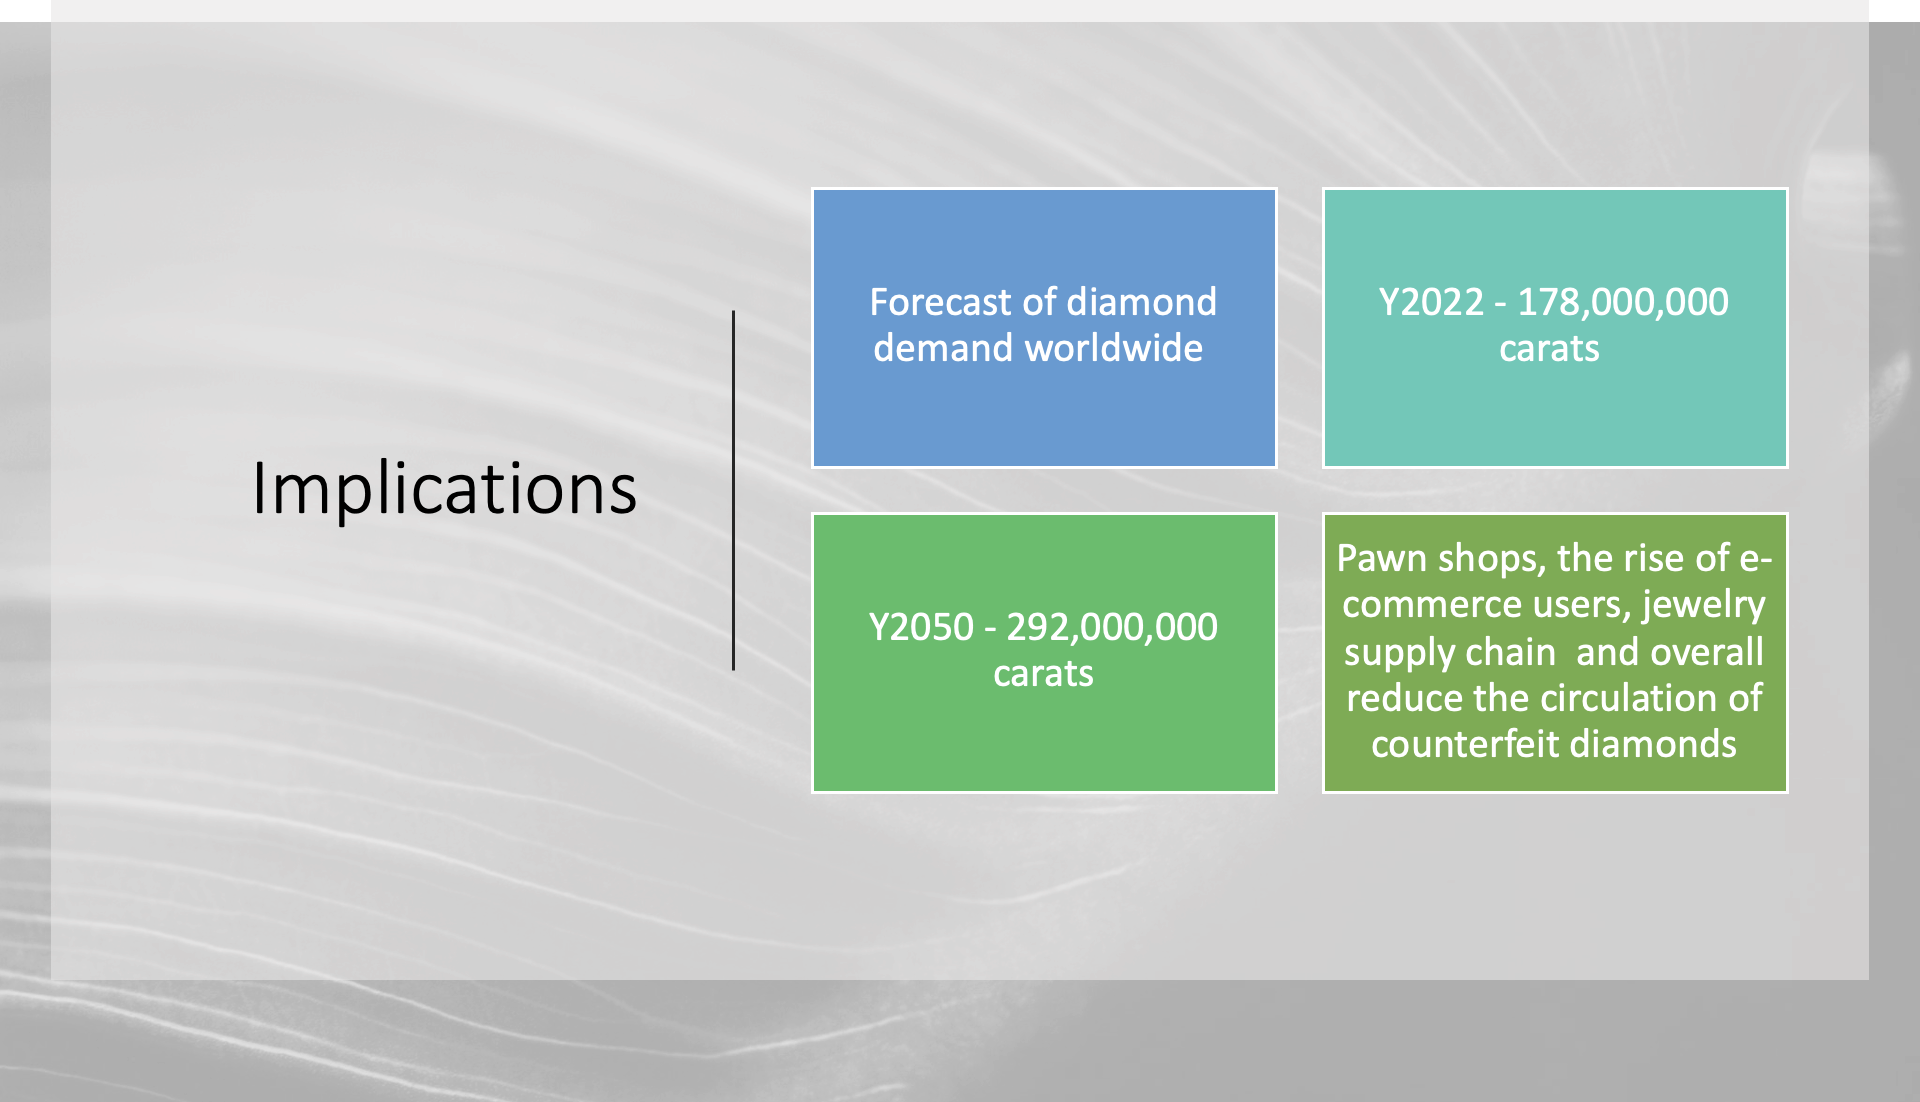 Implications
Forecast of diamond
demand worldwide
Y2022 - 178,000,000
carats
Y2050 - 292,000,000
carats
Pawn shops, the rise of e-
commerce users, jewelry
supply chain  and overall
reduce the circulation of
counterfeit diamonds